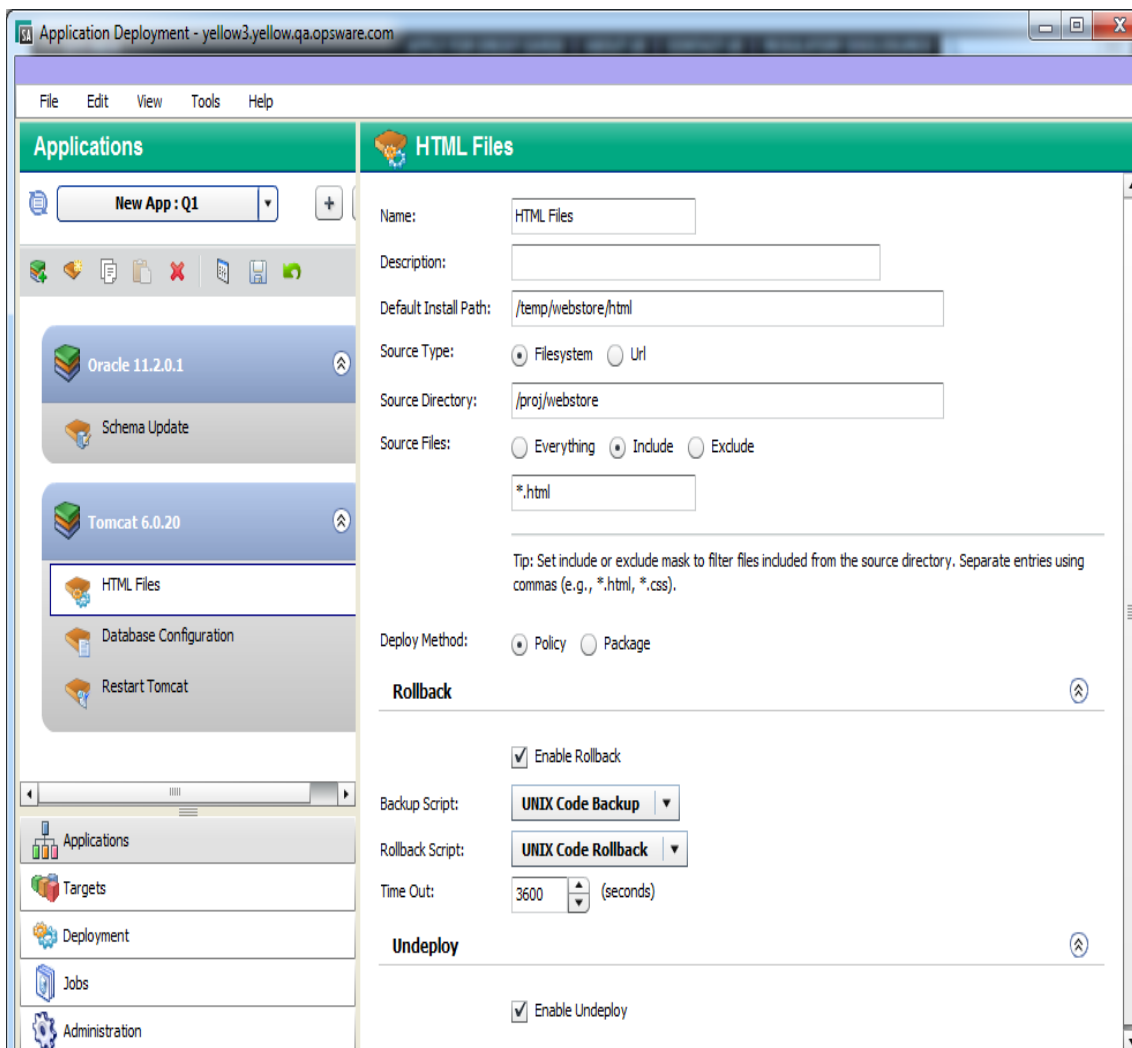 SA Application Deployment - yellow3.yellow.qa.opsware.com
File Edit View Tools Help
Applications
New App : Q1
+
Oracle 11.2.0.1
Schema Update
Tomcat 6.0.20
HTML Files
Database Configuration
Restart Tomcat
Applications
Targets
Deployment
Jobs
Administration
HTML Files
Name: HTML Files
Description:
Default Install Path: /temp/webstore/html
Source Type: Filesystem Url
Source Directory: /proj/webstore
Source Files: Everything Include Exclude
*.html
Tip: Set include or exclude mask to filter files included from the source directory. Separate entries using
commas (e.g., *.html, *.css).
Deploy Method: Policy Package
Rollback
Enable Rollback
Backup Script: UNIX Code Backup
Rollback Script: UNIX Code Rollback
Time Out: 3600 (seconds)
Undeploy
Enable Undeploy